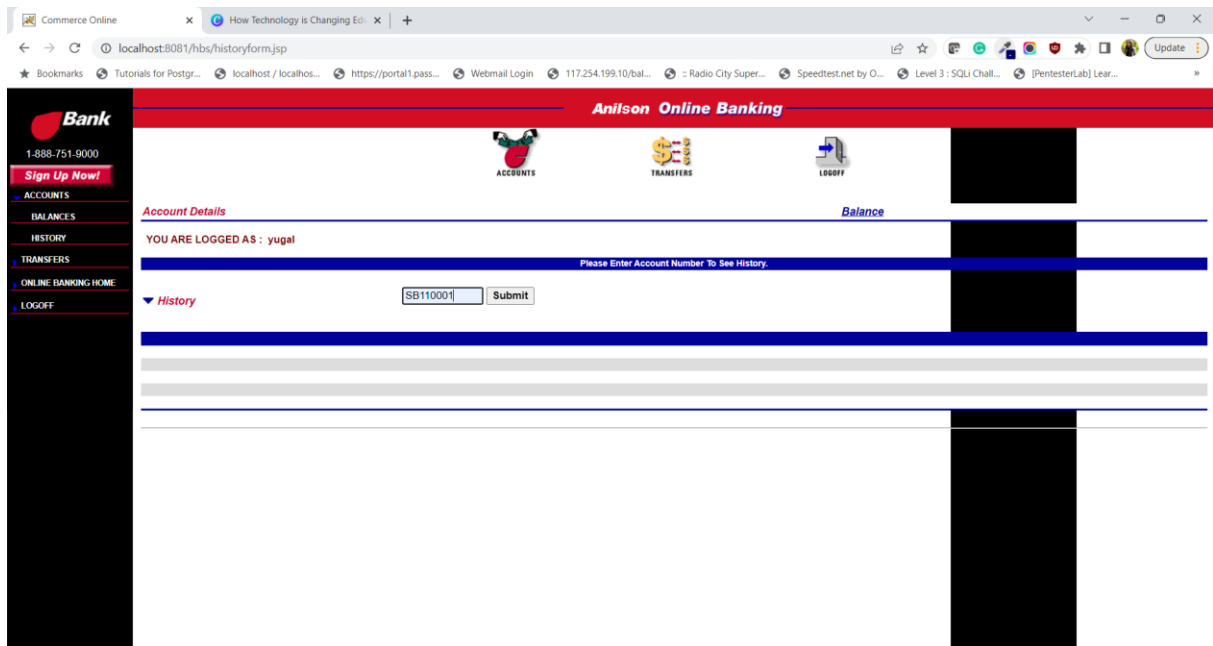 Commerce Online
How Technology is Changing Edu
localhost:8081/hbs/historyform.jsp
Update
Bookmarks Tutorials for Postgr... localhost / localhos... https://portal1.pass... Webmail Login 117.254.199.10/bal... :: Radio City Super... Speedtest.net by O... Level 3 : SQLi Chall... [PentesterLab] Lear... »
Bank
Anilson Online Banking
1-888-751-9000
Sign Up Now!
ACCOUNTS TRANSFERS LOGOFF
ACCOUNTS
BALANCES
HISTORY
TRANSFERS
ONLINE BANKING HOME
LOGOFF
Account Details Balance
YOU ARE LOGGED AS : yugal
Please Enter Account Number To See History.
History SB110001 Submit